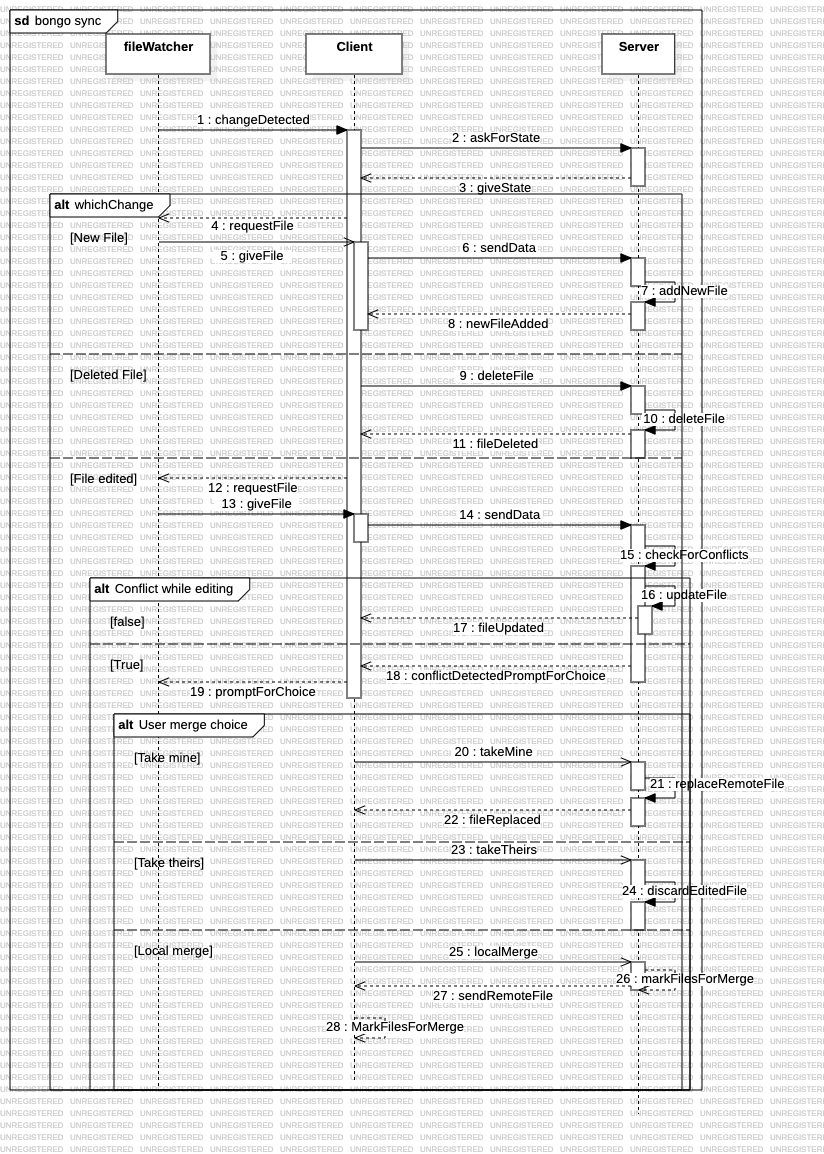 sd bongo sync
fileWatcher
Client
Server
1 : changeDetected
2 : askForState
3 : giveState
alt whichChange
4 : requestFile
[New File]
5 : giveFile
6 : sendData
7 : addNewFile
8 : newFileAdded
[Deleted File]
9 : deleteFile
10 : deleteFile
11 : fileDeleted
[File edited]
12 : requestFile
13 : giveFile
14 : sendData
15 : checkForConflicts
alt Conflict while editing
16 : updateFile
[false]
17 : fileUpdated
[True]
18 : conflictDetectedPromptForChoice
19 : promptForChoice
alt User merge choice
[Take mine]
20 : takeMine
21 : replaceRemoteFile
22 : fileReplaced
23 : takeTheirs
[Take theirs]
24 : discardEditedFile
[Local merge]
25 : localMerge
26 : markFilesForMerge
27 : sendRemoteFile
28 : MarkFilesForMerge
UNREGISTERED